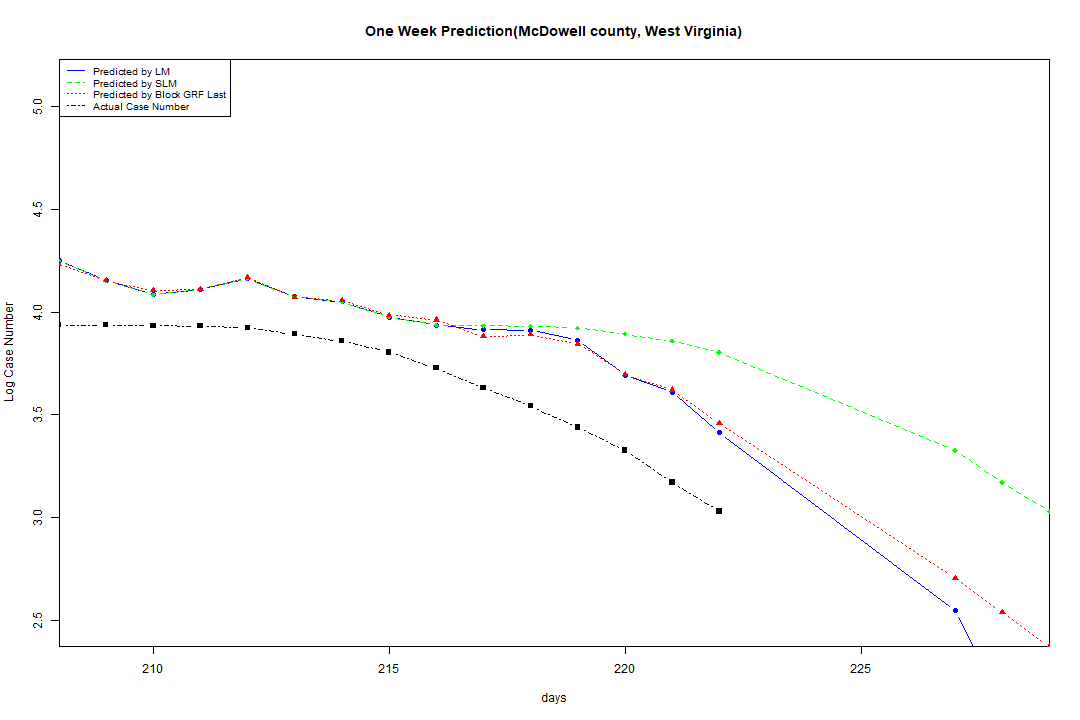 One Week Prediction(McDowell county, West Virginia)
Predicted by LM
Predicted by SLM
Predicted by Block GRF Last
Actual Case Number
5.0
4.5
4.0
3.5
3.0
2.5
Log Case Number
210
215
220
225
days